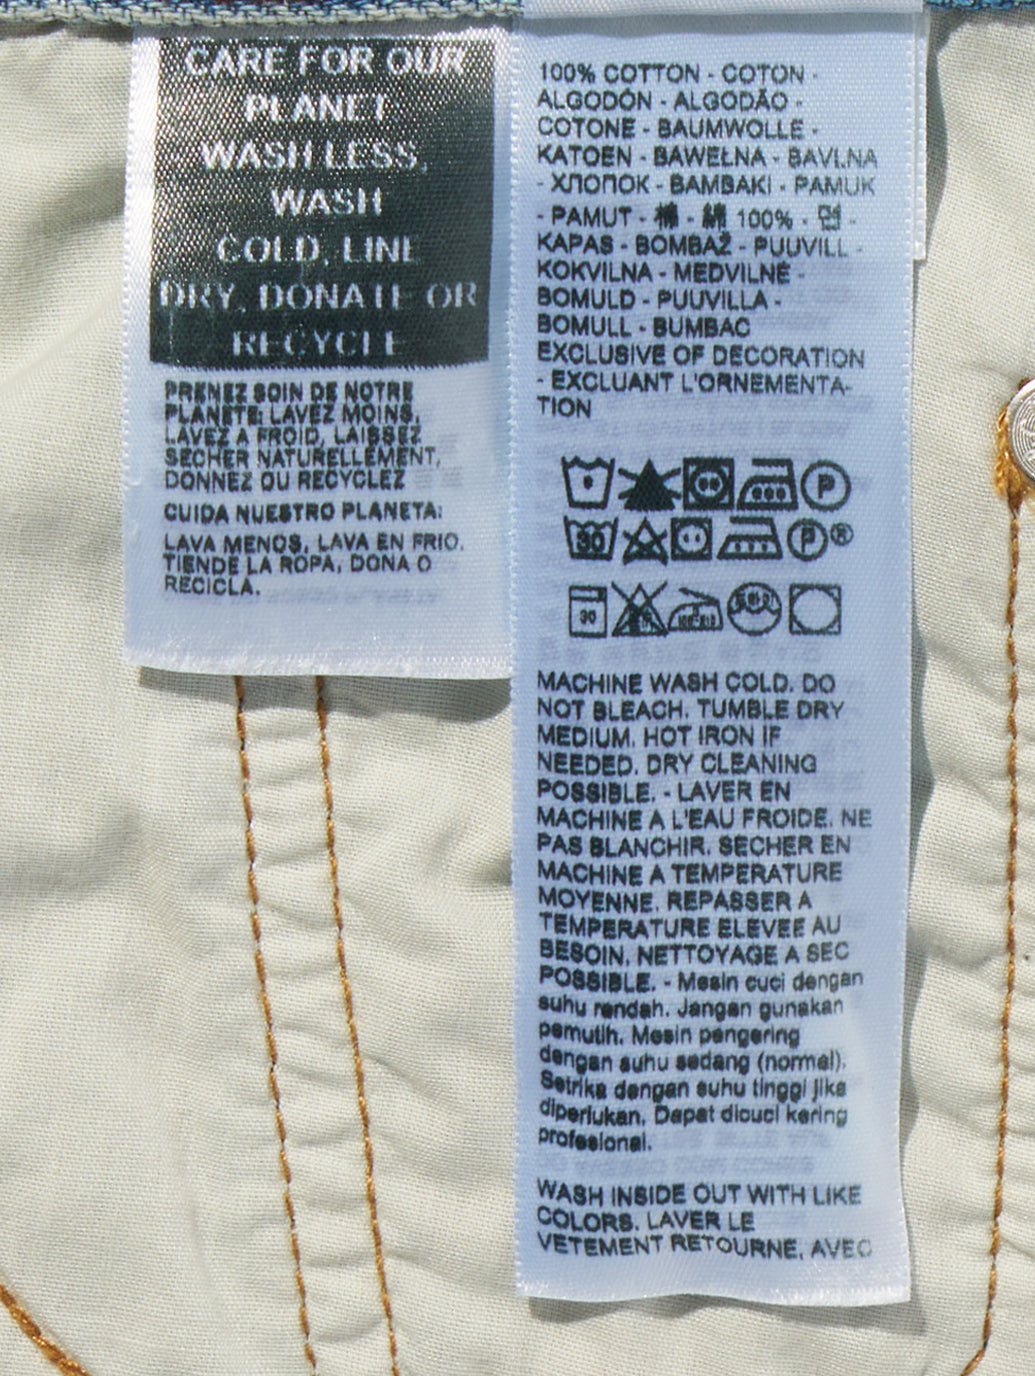 CARE FOR OUR
PLANET
WASH LESS,
WASH
COLD, LINE
DRY, DONATE OR
RECYCLE
PRENEZ SOIN DE NOTRE
PLANETE: LAVEZ MOINS,
LAVEZ A FROID, LAISSEZ
SECHER NATURELLEMENT,
DONNEZ OU RECYCLEZ
CUIDA NUESTRO PLANETA:
LAVA MENOS, LAVA EN FRIO.
TIENDE LA ROPA, DONA O
RECICLA.
100% COTTON - COTON -
ALGODÓN - ALGODÃO -
COTONE - BAUMWOLLE -
KATOEN - BAWEŁNA - BAVLNA
- ХЛОПОК - BAMBAKI - PAMUK
- PAMUT - 棉 - 綿 100% - 면 -
KAPAS - BOMBAŽ - PUUVILL -
KOKVILNA - MEDVILNĖ -
BOMULD - PUUVILLA -
BOMULL - BUMBAC
EXCLUSIVE OF DECORATION
- EXCLUANT L'ORNEMENTA-
TION
P
30 P®
30
MACHINE WASH COLD. DO
NOT BLEACH. TUMBLE DRY
MEDIUM. HOT IRON IF
NEEDED. DRY CLEANING
POSSIBLE. - LAVER EN
MACHINE A L'EAU FROIDE. NE
PAS BLANCHIR. SECHER EN
MACHINE A TEMPERATURE
MOYENNE. REPASSER A
TEMPERATURE ELEVEE AU
BESOIN. NETTOYAGE A SEC
POSSIBLE. - Mesin cuci dengan
suhu rendah. Jangan gunakan
pemutih. Mesin pengering
dengan suhu sedang (normal).
Setrika dengan suhu tinggi jika
diperlukan. Dapat dicuci kering
profesional.
WASH INSIDE OUT WITH LIKE
COLORS. LAVER LE
VETEMENT RETOURNE, AVEC